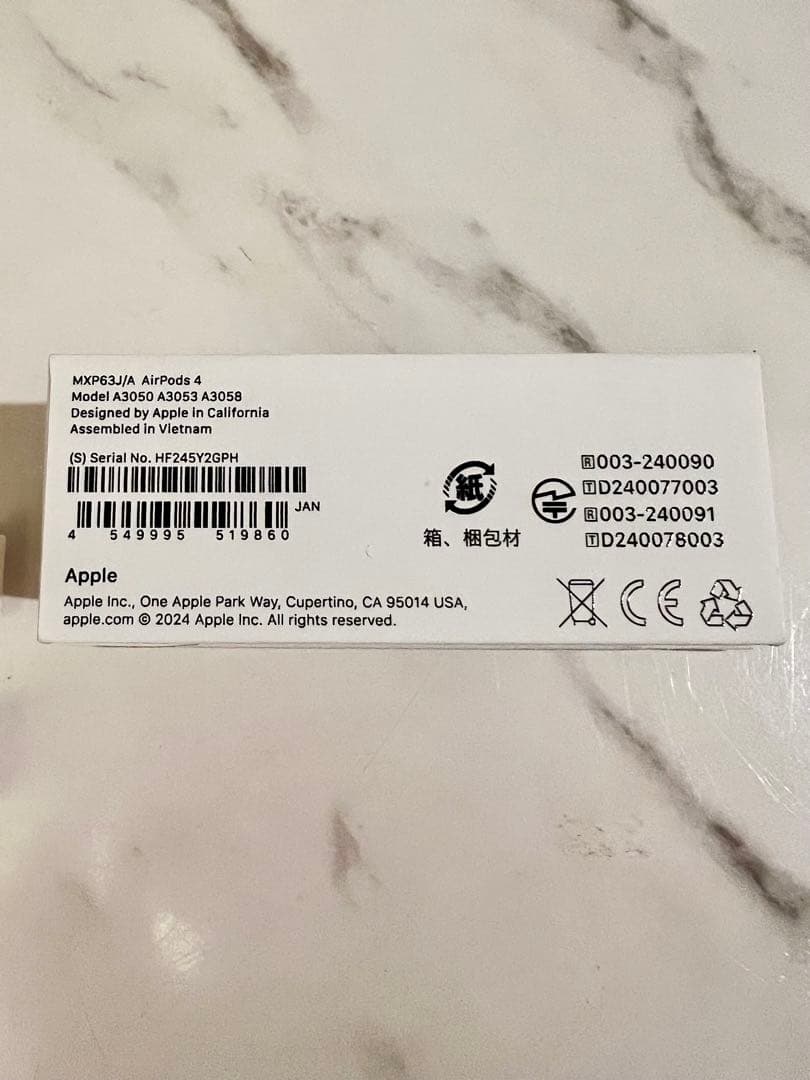 MXP63J/A AirPods 4
Model A3050 A3053 A3058
Designed by Apple in California
Assembled in Vietnam
(S) Serial No. HF245Y2GPH
JAN
4 549995 519860
紙
箱、梱包材
R003-240090
TD240077003
R003-240091
TD240078003
Apple
Apple Inc., One Apple Park Way, Cupertino, CA 95014 USA,
apple.com © 2024 Apple Inc. All rights reserved.
CE